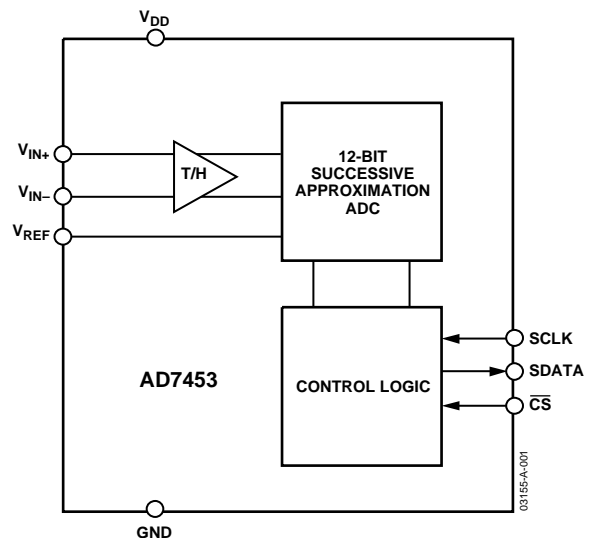 VDD
VIN+
T/H
12-BIT
SUCCESSIVE
APPROXIMATION
ADC
VIN–
VREF
SCLK
AD7453
CONTROL LOGIC
SDATA
CS
GND
03155-A-001